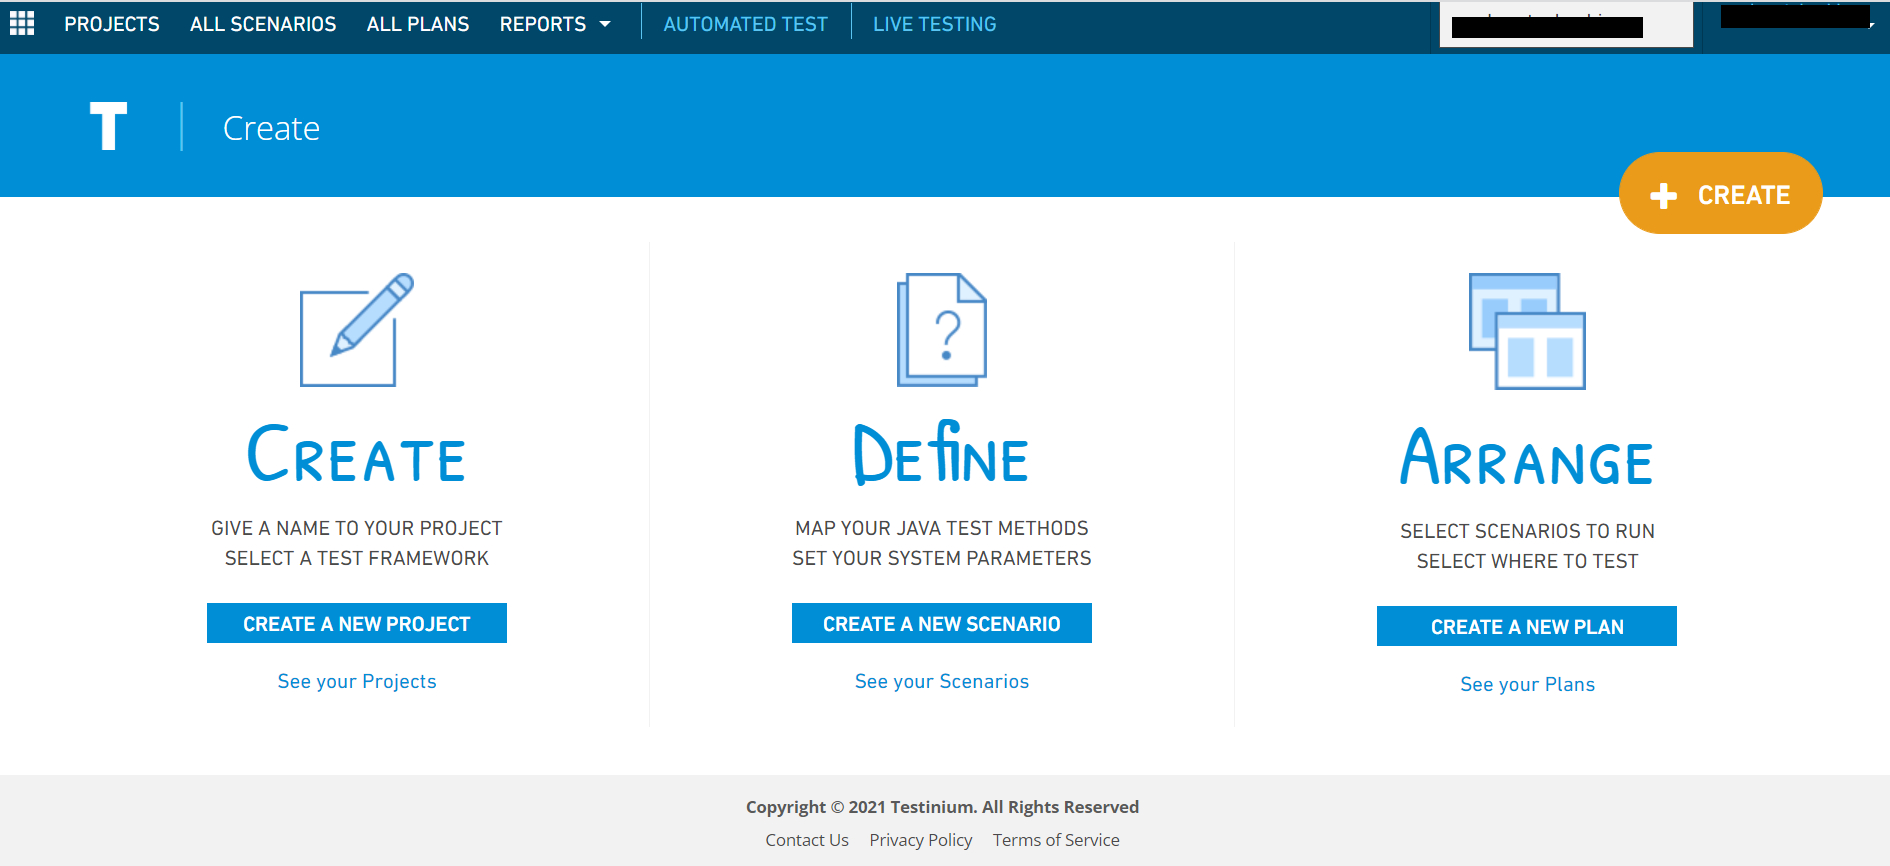 PROJECTS ALL SCENARIOS ALL PLANS REPORTS AUTOMATED TEST LIVE TESTING
T Create
CREATE
?
CREATE
GIVE A NAME TO YOUR PROJECT
SELECT A TEST FRAMEWORK
CREATE A NEW PROJECT
See your Projects
DEfiNE
MAP YOUR JAVA TEST METHODS
SET YOUR SYSTEM PARAMETERS
CREATE A NEW SCENARIO
See your Scenarios
ARRANGE
SELECT SCENARIOS TO RUN
SELECT WHERE TO TEST
CREATE A NEW PLAN
See your Plans
Copyright © 2021 Testinium. All Rights Reserved
Contact Us Privacy Policy Terms of Service